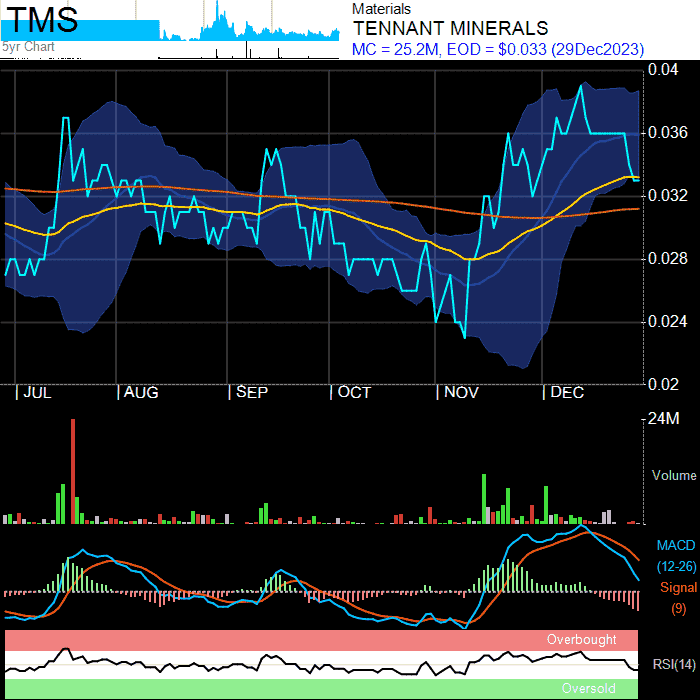 TMS
5yr Chart
Materials
TENNANT MINERALS
MC = 25.2M, EOD = $0.033 (29Dec2023)
0.04
0.036
0.032
0.028
0.024
0.02
JUL AUG SEP OCT NOV DEC
24M
Volume
MACD
(12-26)
Signal
(9)
Overbought
RSI(14)
Oversold